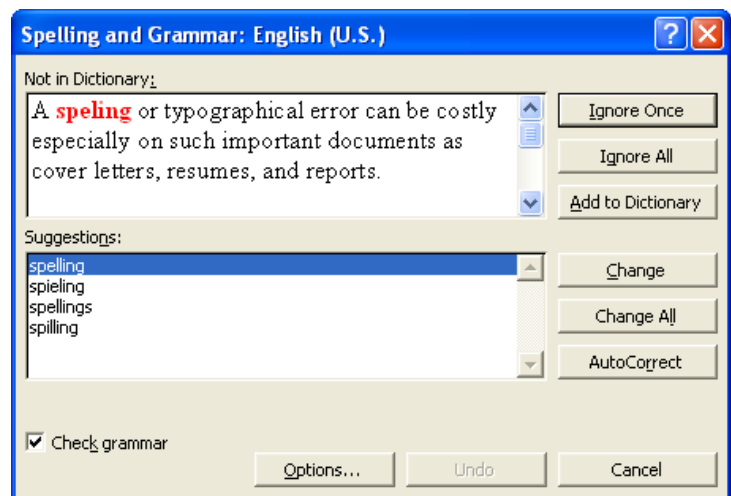 Spelling and Grammar: English (U.S.)
Not in Dictionary:
A speling or typographical error can be costly
especially on such important documents as
cover letters, resumes, and reports.
Ignore Once
Ignore All
Add to Dictionary
Suggestions:
spelling
spieling
spellings
spilling
Change
Change All
AutoCorrect
Check grammar
Options...
Undo
Cancel